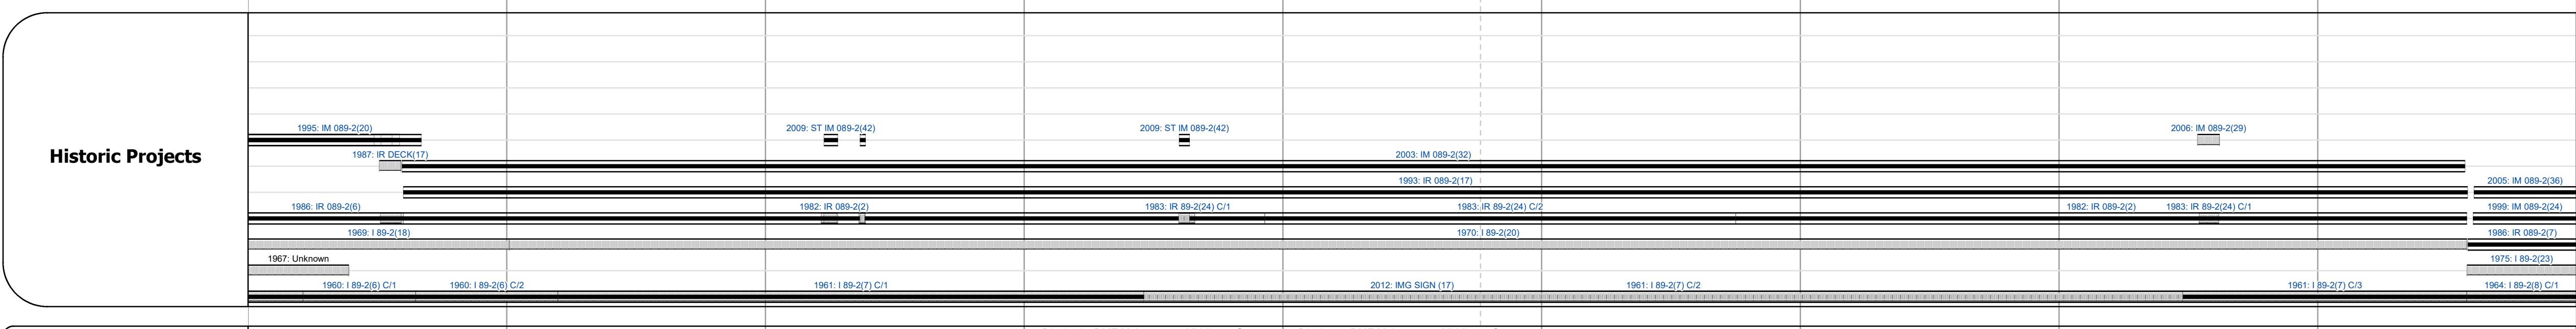 1995: IM 089-2(20)
2009: ST IM 089-2(42)
2009: ST IM 089-2(42)
2006: IM 089-2(29)
Historic Projects
1987: IR DECK(17)
2003: IM 089-2(32)
1993: IR 089-2(17)
2005: IM 089-2(36)
1986: IR 089-2(6)
1982: IR 089-2(2)
1983: IR 89-2(24) C/1
1983: IR 89-2(24) C/2
1982: IR 089-2(2)
1983: IR 89-2(24) C/1
1999: IM 089-2(24)
1969: I 89-2(18)
1970: I 89-2(20)
1986: IR 089-2(7)
1967: Unknown
1975: I 89-2(23)
1960: I 89-2(6) C/1
1960: I 89-2(6) C/2
1961: I 89-2(7) C/1
2012: IMG SIGN (17)
1961: I 89-2(7) C/2
1961: I 89-2(7) C/3
1964: I 89-2(8) C/1